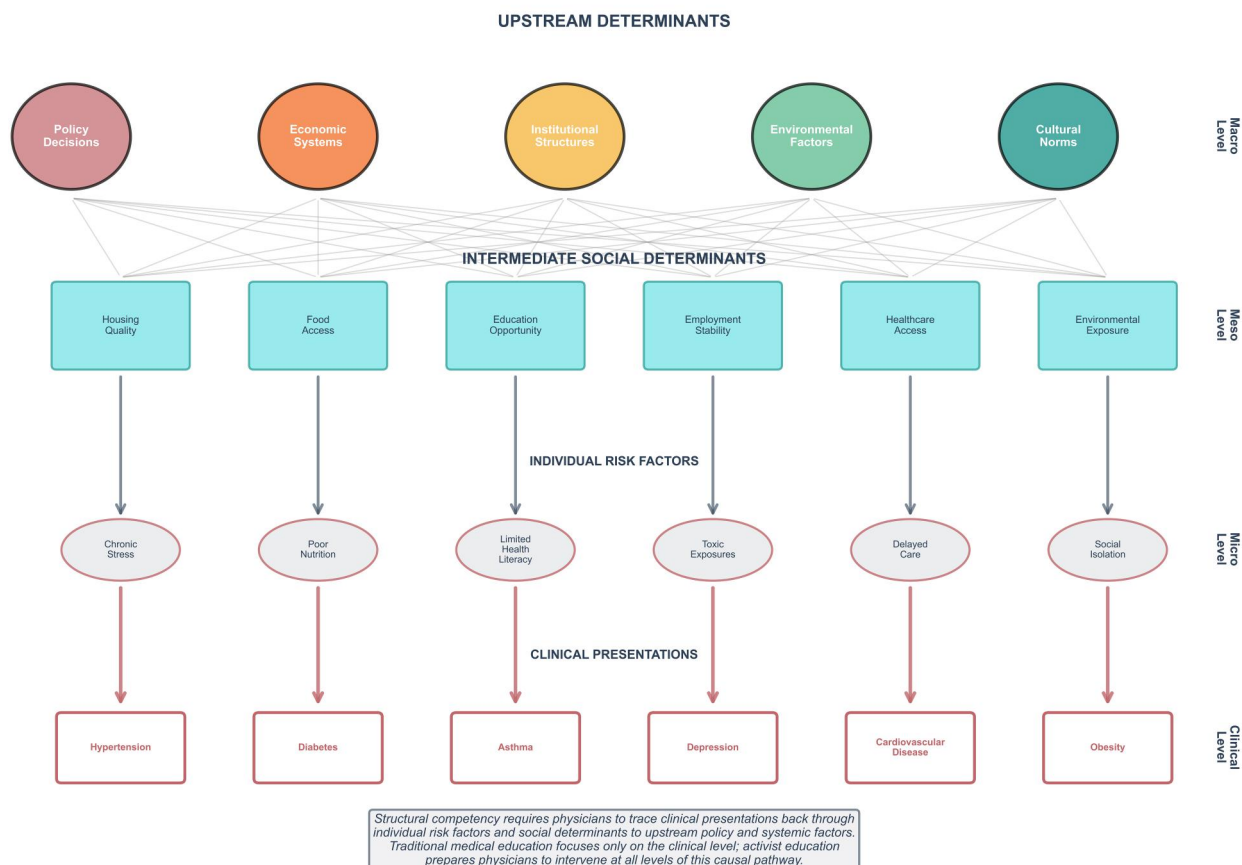 UPSTREAM DETERMINANTS
Policy
Decisions
Economic
Systems
Institutional
Structures
Environmental
Factors
Cultural
Norms
Macro
Level
INTERMEDIATE SOCIAL DETERMINANTS
Housing
Quality
Food
Access
Education
Opportunity
Employment
Stability
Healthcare
Access
Environmental
Exposure
Meso
Level
INDIVIDUAL RISK FACTORS
Chronic
Stress
Poor
Nutrition
Limited
Health
Literacy
Toxic
Exposures
Delayed
Care
Social
Isolation
Micro
Level
CLINICAL PRESENTATIONS
Hypertension
Diabetes
Asthma
Depression
Cardiovascular
Disease
Obesity
Clinical
Level
Structural competency requires physicians to trace clinical presentations back through
individual risk factors and social determinants to upstream policy and systemic factors.
Traditional medical education focuses only on the clinical level; activist education
prepares physicians to intervene at all levels of this causal pathway.